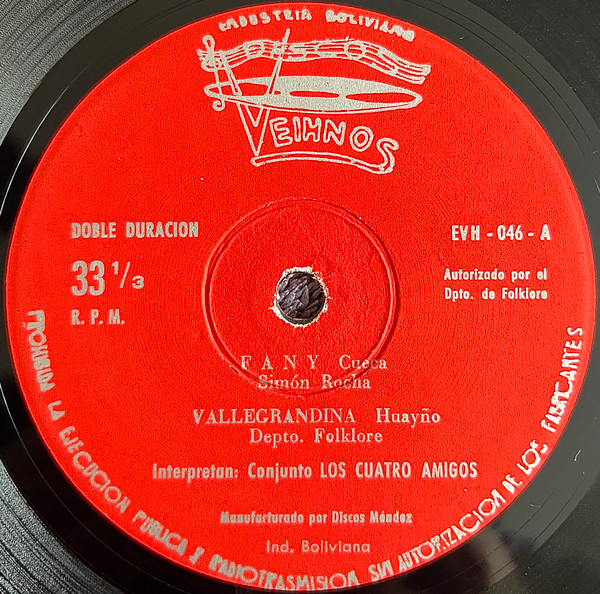 INDUSTRIA BOLIVIANA
VEIHNOS
DOBLE DURACION
33 1/3
R. P. M.
EVH - 046 - A
Autorizado por el
Dpto. de Folklore
FANY Cueca
Simón Rocha
VALLEGRANDINA Huayño
Depto. Folklore
Interpretan: Conjunto LOS CUATRO AMIGOS
Manufacturado por Discos Méndez
Ind. Boliviana
PROHIBIDA LA EJECUCION PUBLICA Y RADIOTRASMISION SIN AUTORIZACION DE LOS FABRICANTES